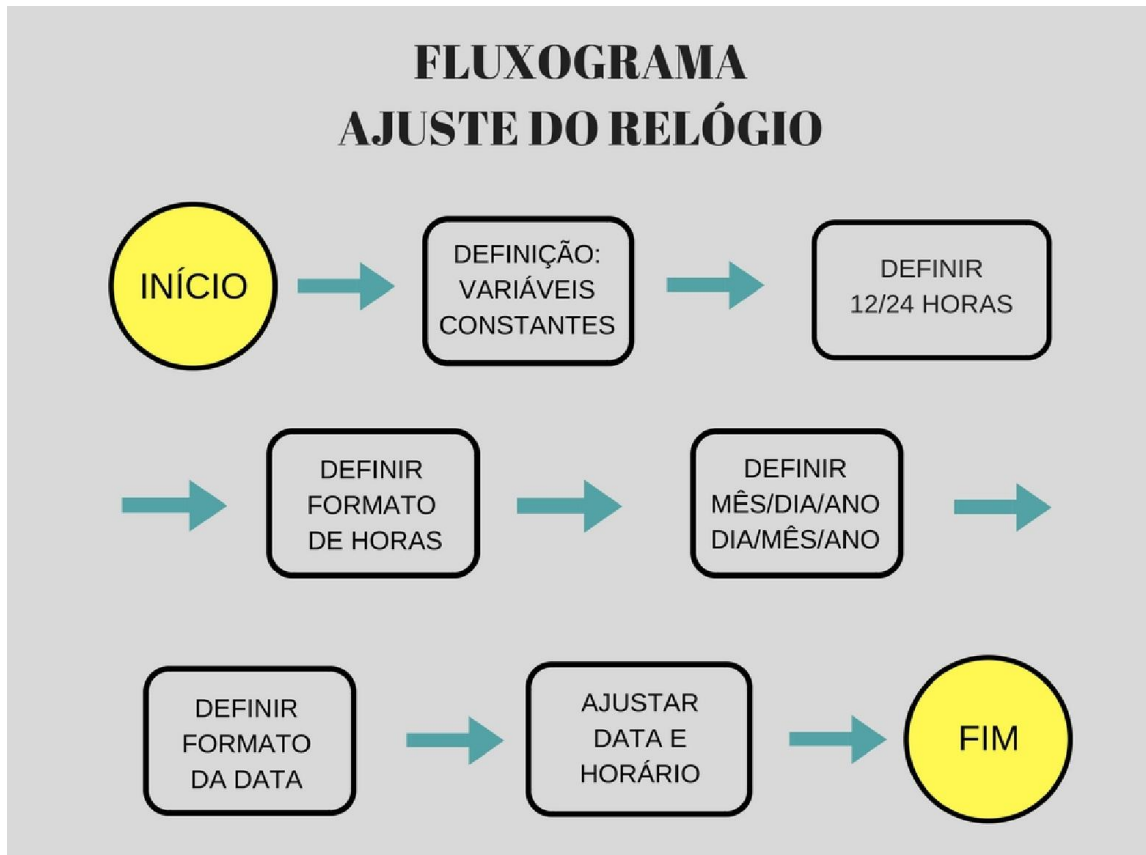 FLUXOGRAMA
AJUSTE DO RELÓGIO
INÍCIO
DEFINIÇÃO:
VARIÁVEIS
CONSTANTES
DEFINIR
12/24 HORAS
DEFINIR
FORMATO
DE HORAS
DEFINIR
MÊS/DIA/ANO
DIA/MÊS/ANO
DEFINIR
FORMATO
DA DATA
AJUSTAR
DATA E
HORÁRIO
FIM